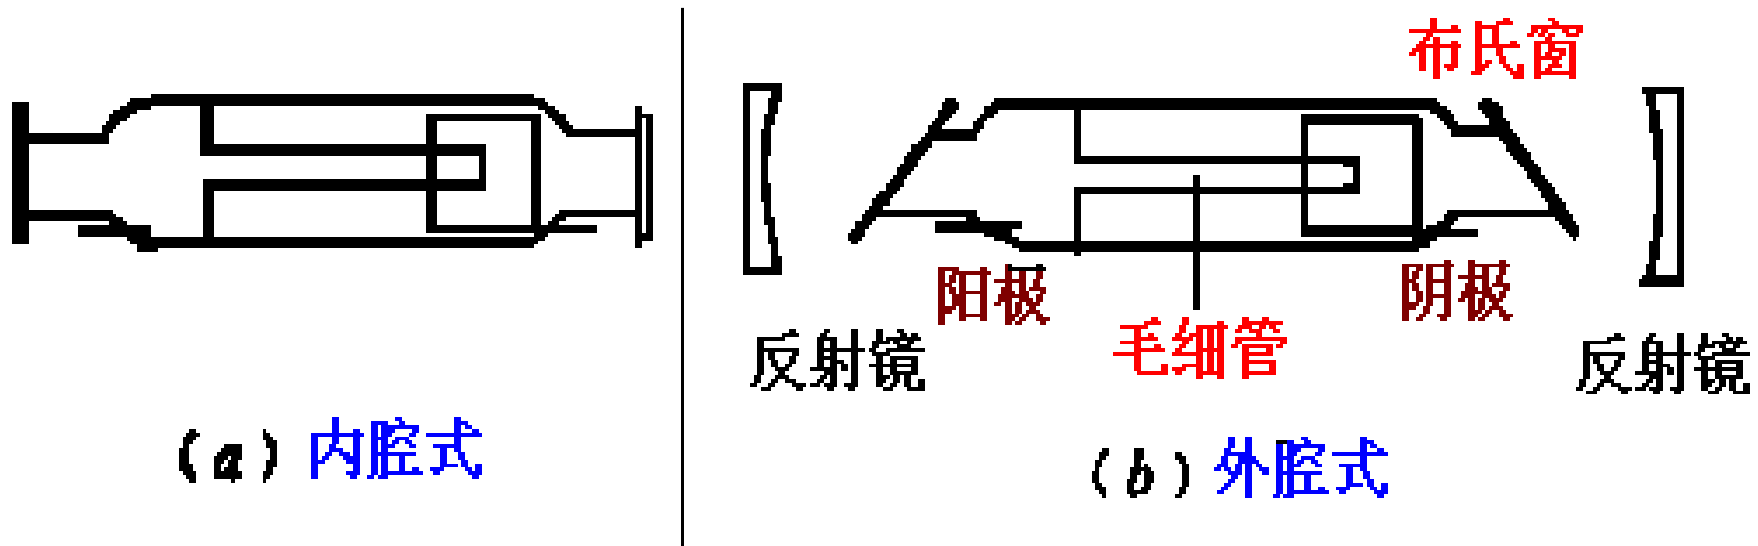 布氏窗
阳极
阴极
毛细管
反射镜
反射镜
(a) 内腔式
(b) 外腔式